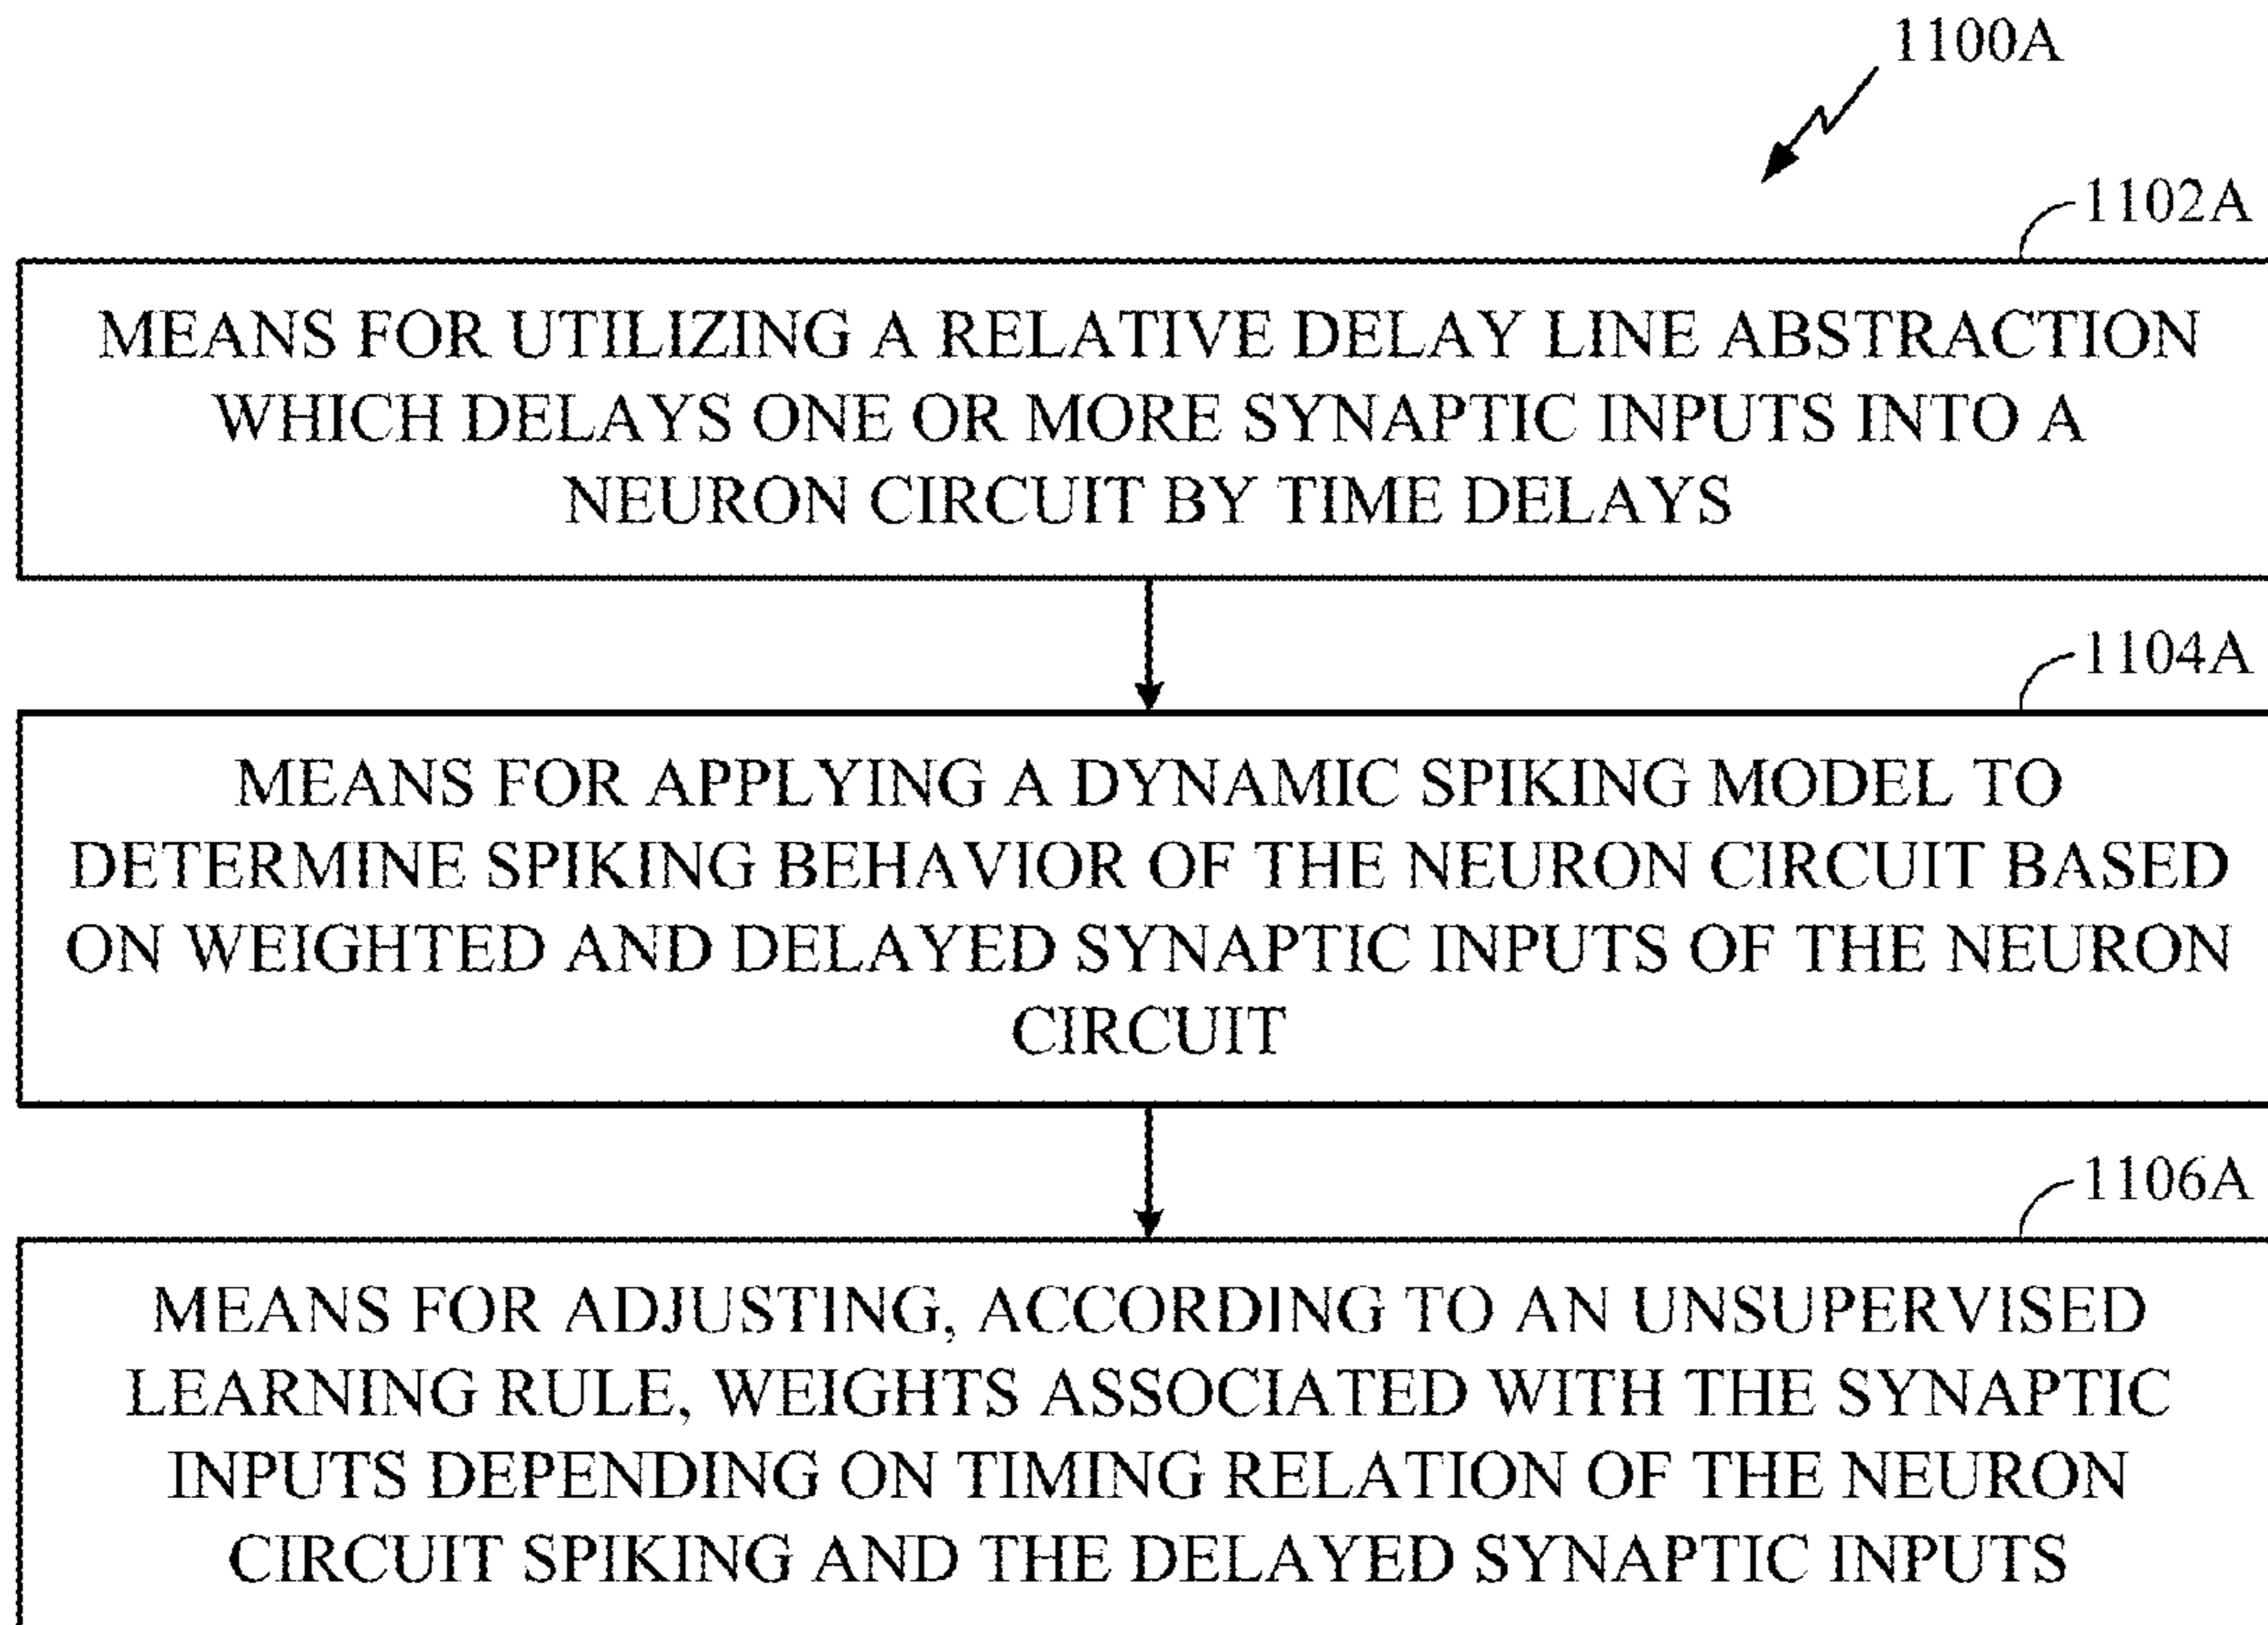 1100A
1102A
MEANS FOR UTILIZING A RELATIVE DELAY LINE ABSTRACTION
WHICH DELAYS ONE OR MORE SYNAPTIC INPUTS INTO A
NEURON CIRCUIT BY TIME DELAYS
1104A
MEANS FOR APPLYING A DYNAMIC SPIKING MODEL TO
DETERMINE SPIKING BEHAVIOR OF THE NEURON CIRCUIT BASED
ON WEIGHTED AND DELAYED SYNAPTIC INPUTS OF THE NEURON
CIRCUIT
1106A
MEANS FOR ADJUSTING, ACCORDING TO AN UNSUPERVISED
LEARNING RULE, WEIGHTS ASSOCIATED WITH THE SYNAPTIC
INPUTS DEPENDING ON TIMING RELATION OF THE NEURON
CIRCUIT SPIKING AND THE DELAYED SYNAPTIC INPUTS